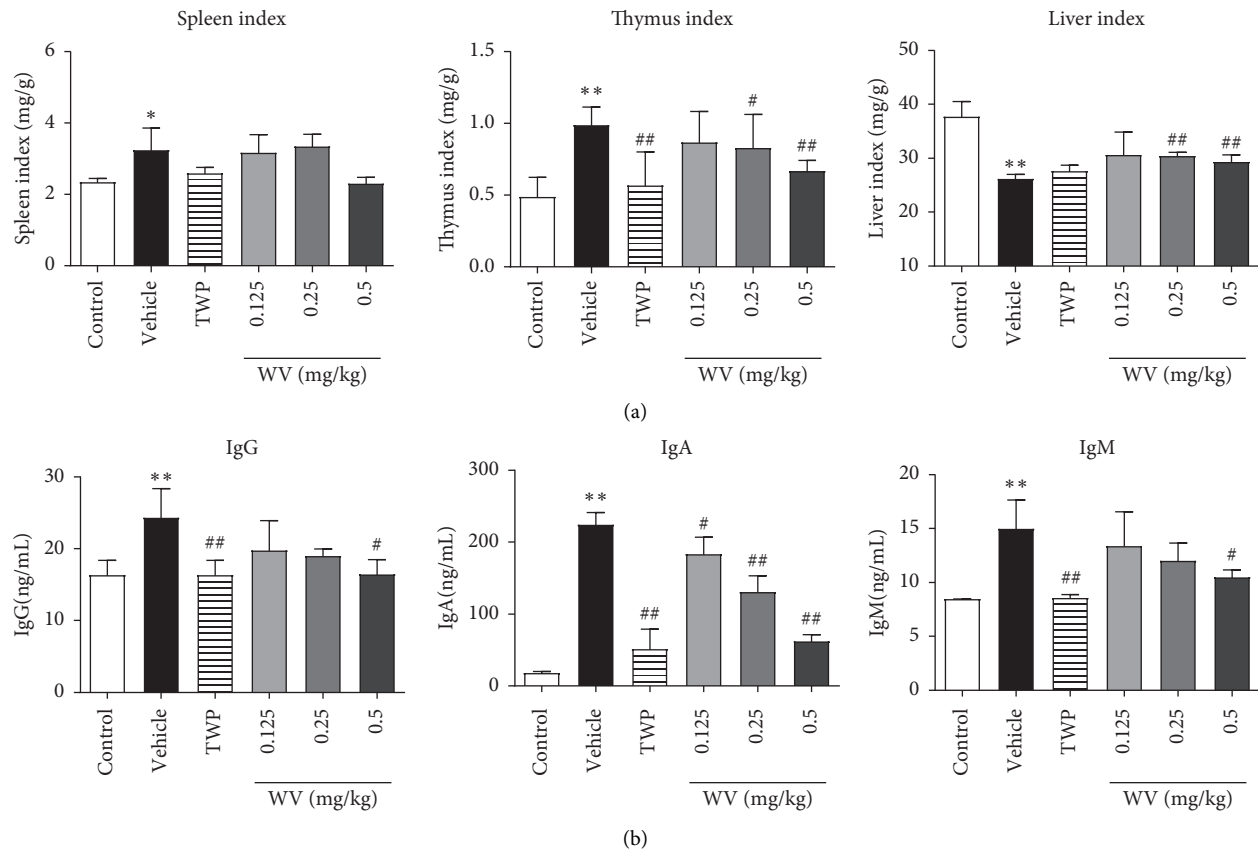 Spleen index
Spleen index (mg/g)
6
4
2
0
*
Control
Vehicle
TWP
0.125
0.25
0.5
WV (mg/kg)
Thymus index
Thymus index (mg/g)
1.5
1.0
0.5
0.0
**
##
#
##
Control
Vehicle
TWP
0.125
0.25
0.5
WV (mg/kg)
Liver index
Liver index (mg/g)
50
40
30
20
10
**
##
##
Control
Vehicle
TWP
0.125
0.25
0.5
WV (mg/kg)
(a)
IgG
IgG(ng/mL)
30
20
10
0
**
##
#
Control
Vehicle
TWP
0.125
0.25
0.5
WV (mg/kg)
IgA
IgA(ng/mL)
300
200
100
0
**
##
#
##
##
Control
Vehicle
TWP
0.125
0.25
0.5
WV (mg/kg)
IgM
IgM(ng/mL)
20
15
10
5
0
**
##
#
Control
Vehicle
TWP
0.125
0.25
0.5
WV (mg/kg)
(b)